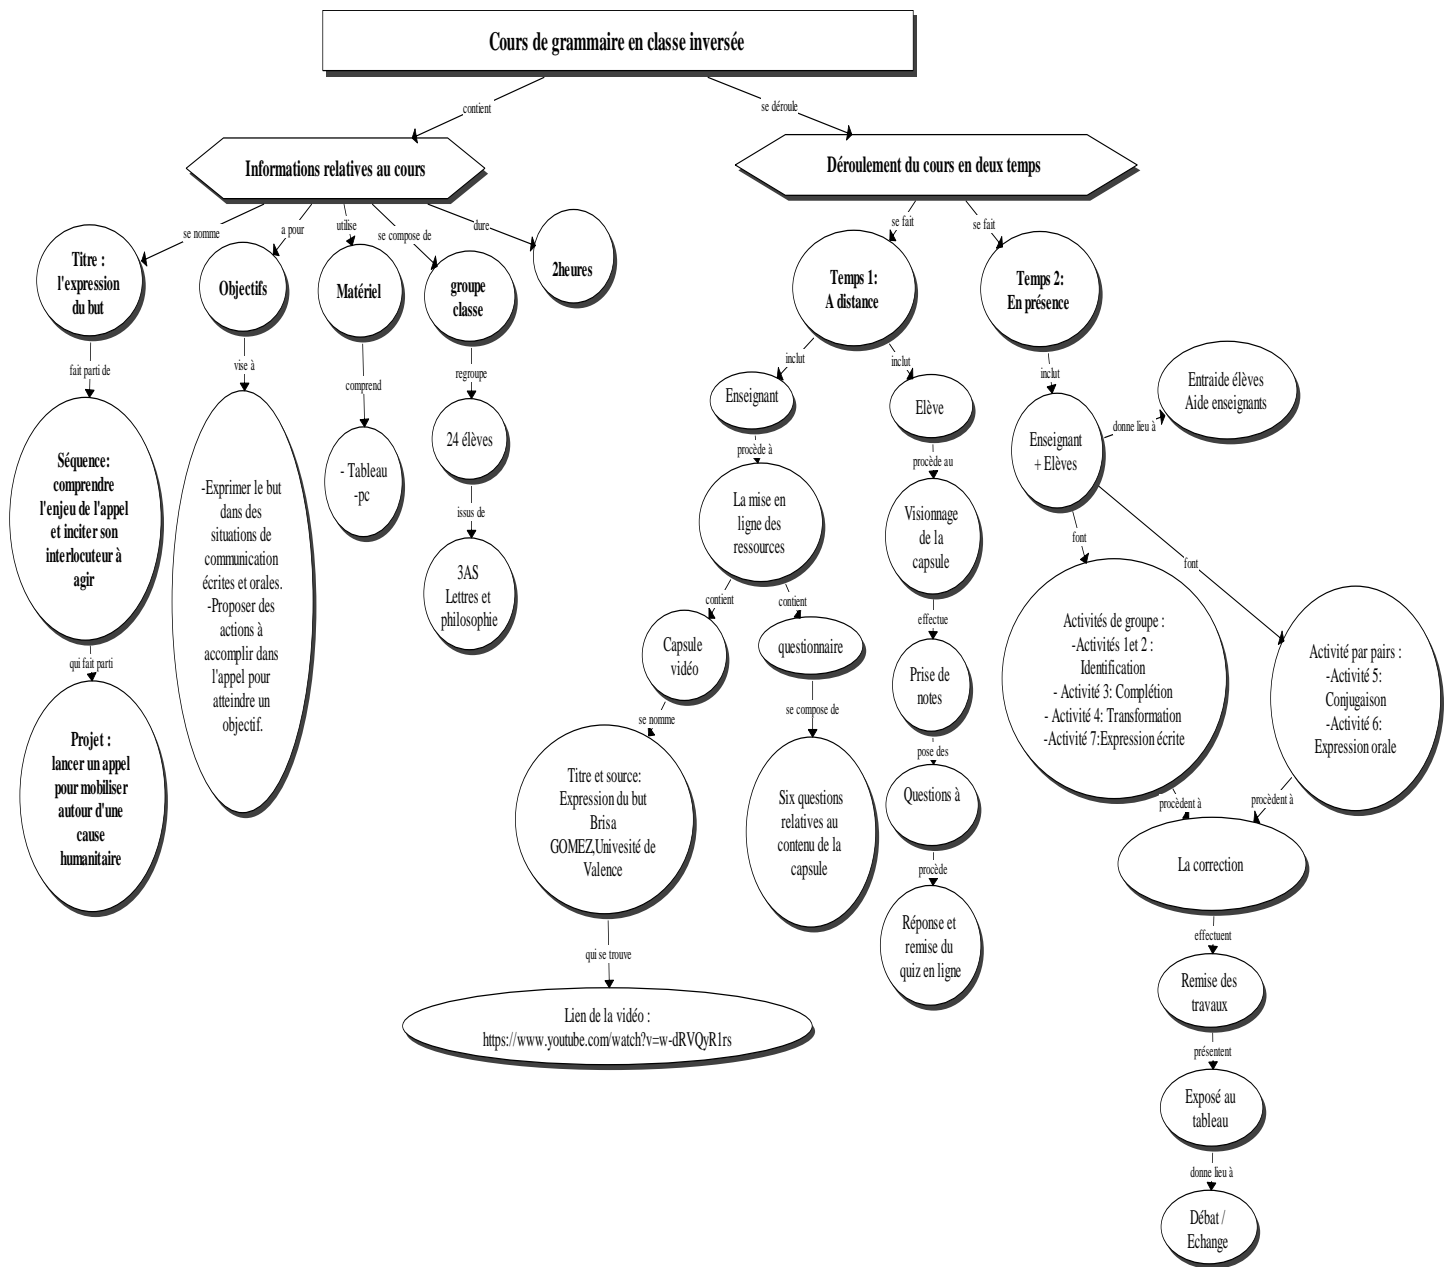 Cours de grammaire en classe inversée
contient
se déroule
Informations relatives au cours
Déroulement du cours en deux temps
se nomme
a pour
utilise
se compose de
dure
se fait
se fait
Titre :
l'expression
du but
Objectifs
Matériel
groupe
classe
2heures
Temps 1:
A distance
Temps 2:
En présence
fait parti de
vise à
comprend
regroupe
inclut
inclut
inclut
Séquence:
comprendre
l'enjeu de l'appel
et inciter son
interlocuteur à
agir
qui fait parti
Projet :
lancer un appel
pour mobiliser
autour d'une
cause
humanitaire
-Exprimer le but
dans des
situations de
communication
écrites et orales.
-Proposer des
actions à
accomplir dans
l'appel pour
atteindre un
objectif.
- Tableau
-pc
24 élèves
issus de
3AS
Lettres et
philosophie
Enseignant
procède à
La mise en
ligne des
ressources
contient
contient
Capsule
vidéo
questionnaire
se nomme
se compose de
Titre et source:
Expression du but
Brisa
GOMEZ,Univesité de
Valence
Six questions
relatives au
contenu de la
capsule
qui se trouve
Lien de la vidéo :
https://www.youtube.com/watch?v=w-dRVQyR1rs
Elève
procède au
Visionnage
de la
capsule
effectue
Prise de
notes
pose des
Questions à
procède
Réponse et
remise du
quiz en ligne
Enseignant
+ Elèves
donne lieu à
Entraide élèves
Aide enseignants
font
font
Activités de groupe :
-Activités 1et 2 :
Identification
- Activité 3: Complétion
- Activité 4: Transformation
-Activité 7:Expression écrite
Activité par pairs :
-Activité 5:
Conjugaison
-Activité 6:
Expression orale
procèdent à
procèdent à
La correction
effectuent
Remise des
travaux
présentent
Exposé au
tableau
donne lieu à
Débat /
Echange